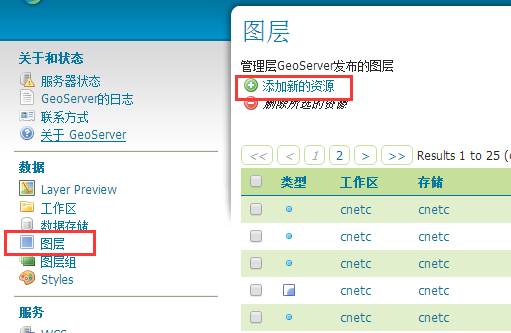 关于和状态
服务器状态
GeoServer的日志
联系方式
关于 GeoServer
数据
Layer Preview
工作区
数据存储
图层
图层组
Styles
服务
WCS
图层
管理层GeoServer发布的图层
添加新的资源
删除所选的资源
<< < 1 2 > >> Results 1 to 25 (
类型 工作区 存储
cnetc cnetc
cnetc cnetc
cnetc cnetc
cnetc cnetc
cnetc cnetc